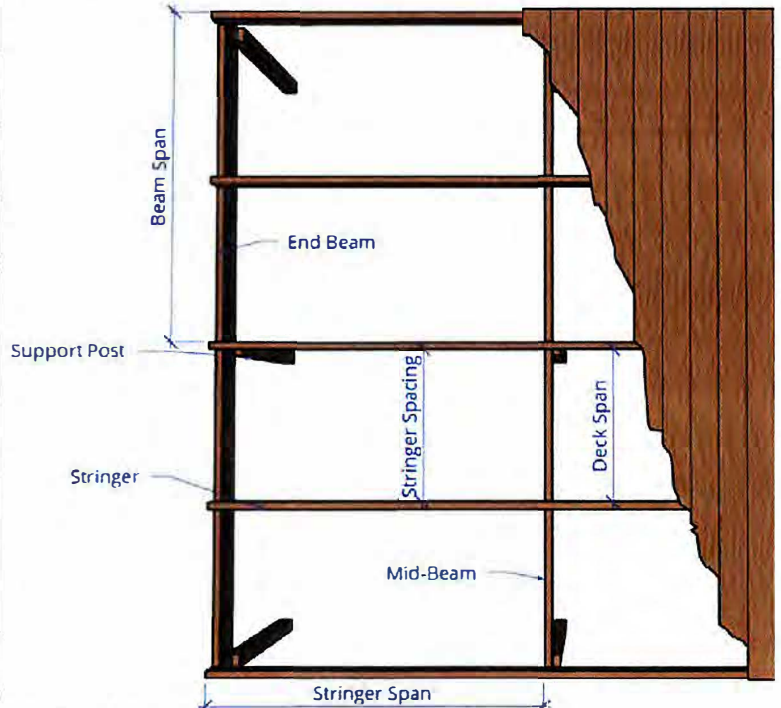 Beam Span
End Beam
Support Post
Stringer Spacing
Deck Span
Stringer
Mid-Beam
Stringer Span